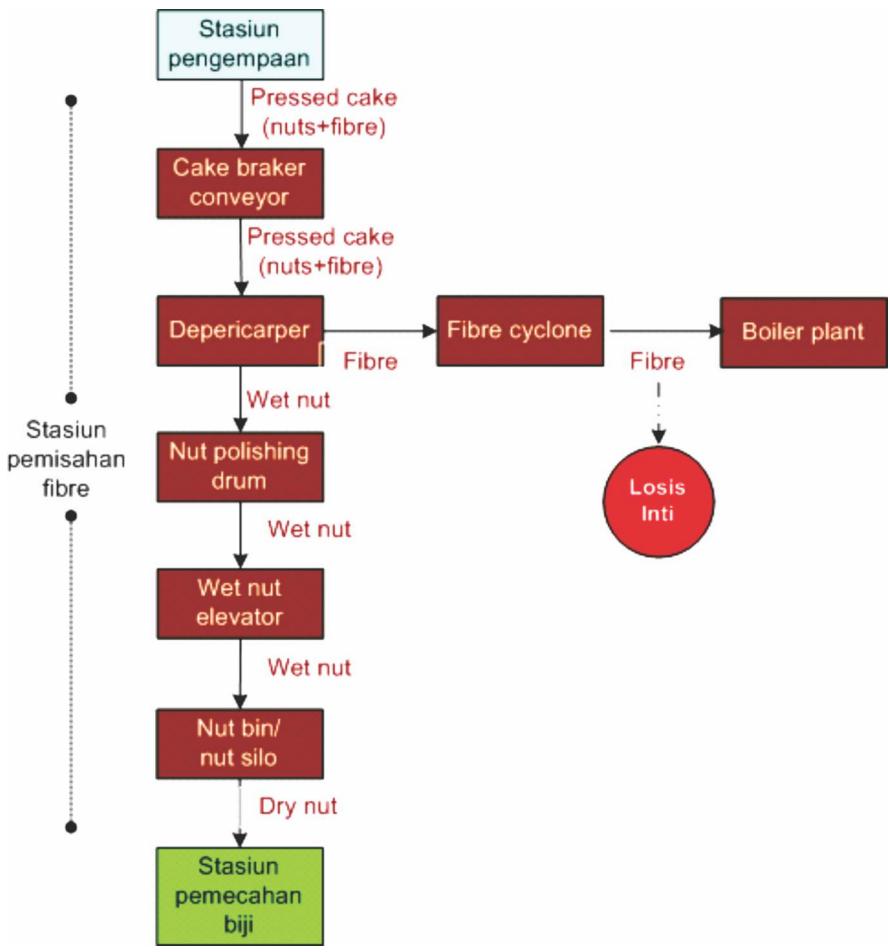 Stasiun
pengempaan
Pressed cake
(nuts+fibre)
Cake braker
conveyor
Pressed cake
(nuts+fibre)
Depericarper
Fibre
Fibre cyclone
Fibre
Boiler plant
Losis
Inti
Wet nut
Nut polishing
drum
Stasiun
pemisahan
fibre
Wet nut
Wet nut
elevator
Wet nut
Nut bin/
nut silo
Dry nut
Stasiun
pemecahan
biji